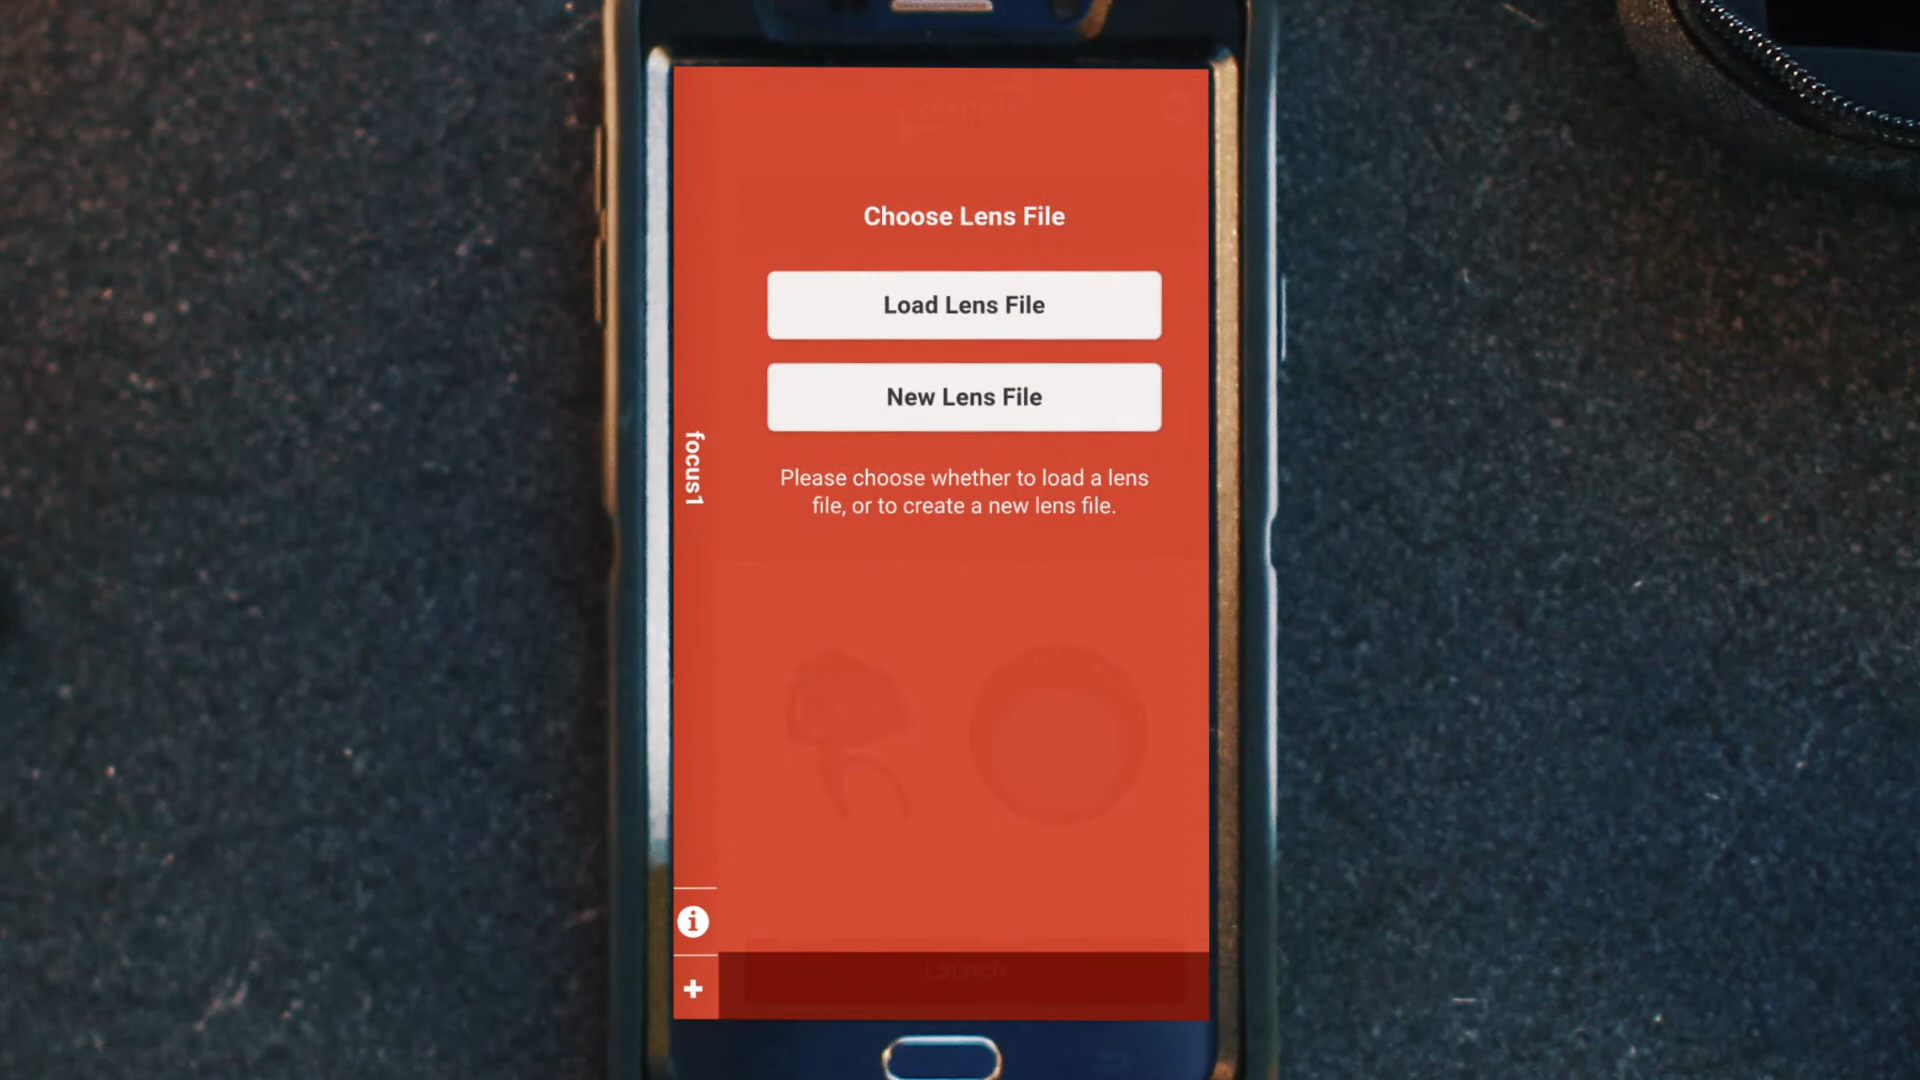 Choose Lens File
Load Lens File
New Lens File
Please choose whether to load a lens
file, or to create a new lens file.
focus1
Launch